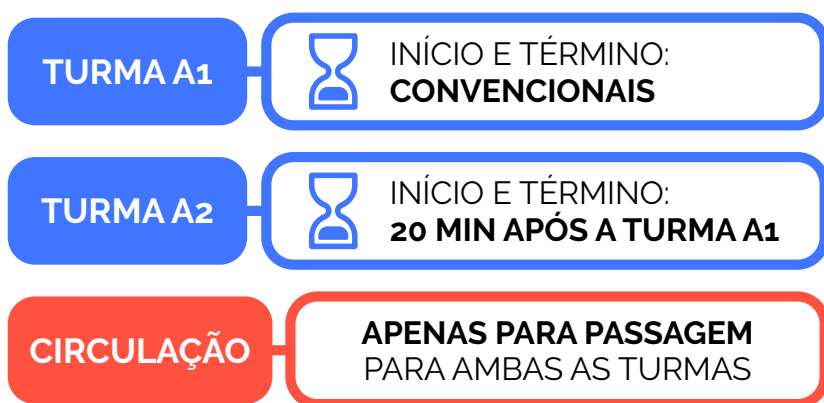 TURMA A1
INÍCIO E TÉRMINO:
CONVENCIONAIS
TURMA A2
INÍCIO E TÉRMINO:
20 MIN APÓS A TURMA A1
CIRCULAÇÃO
APENAS PARA PASSAGEM
PARA AMBAS AS TURMAS